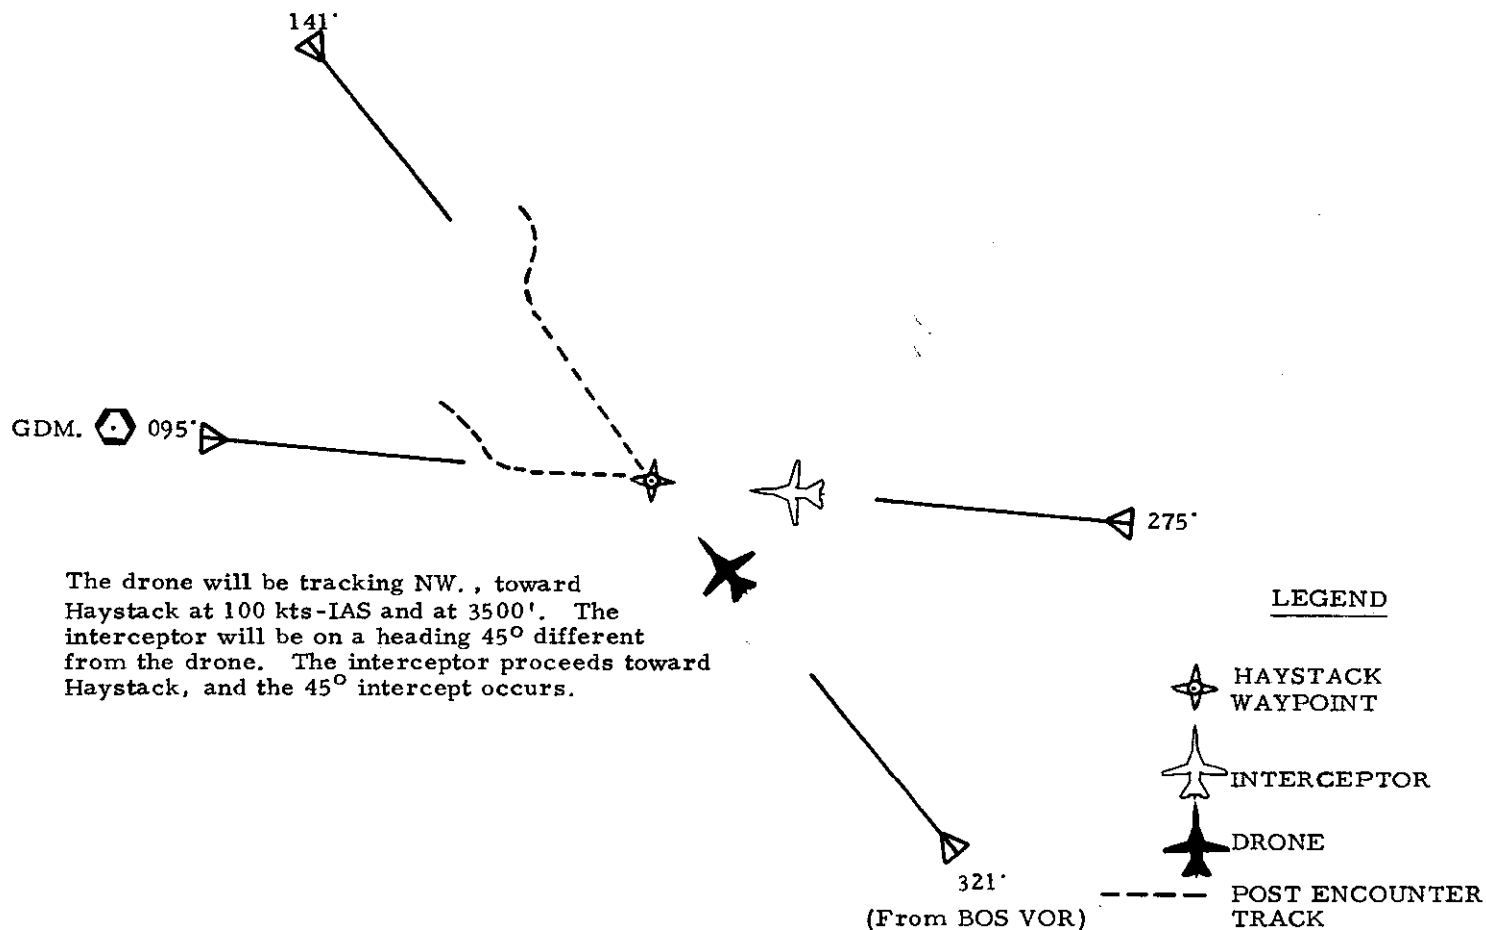 141°
GDM. 095°
275°
The drone will be tracking NW. , toward
Haystack at 100 kts-IAS and at 3500'. The
interceptor will be on a heading 45° different
from the drone. The interceptor proceeds toward
Haystack, and the 45° intercept occurs.
LEGEND
HAYSTACK
WAYPOINT
INTERCEPTOR
DRONE
POST ENCOUNTER
TRACK
321°
(From BOS VOR)